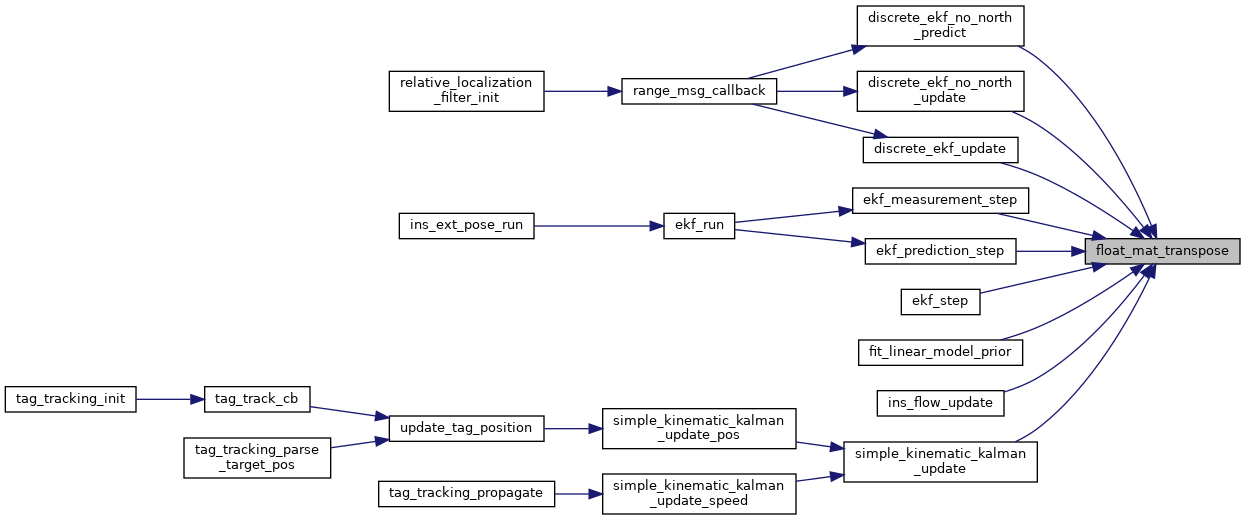 discrete_ekf_no_north
_predict
relative_localization
_filter_init
range_msg_callback
discrete_ekf_no_north
_update
discrete_ekf_update
ekf_measurement_step
ins_ext_pose_run
ekf_run
ekf_prediction_step
float_mat_transpose
ekf_step
fit_linear_model_prior
ins_flow_update
tag_tracking_init
tag_track_cb
update_tag_position
simple_kinematic_kalman
_update_pos
tag_tracking_parse
_target_pos
simple_kinematic_kalman
_update
tag_tracking_propagate
simple_kinematic_kalman
_update_speed